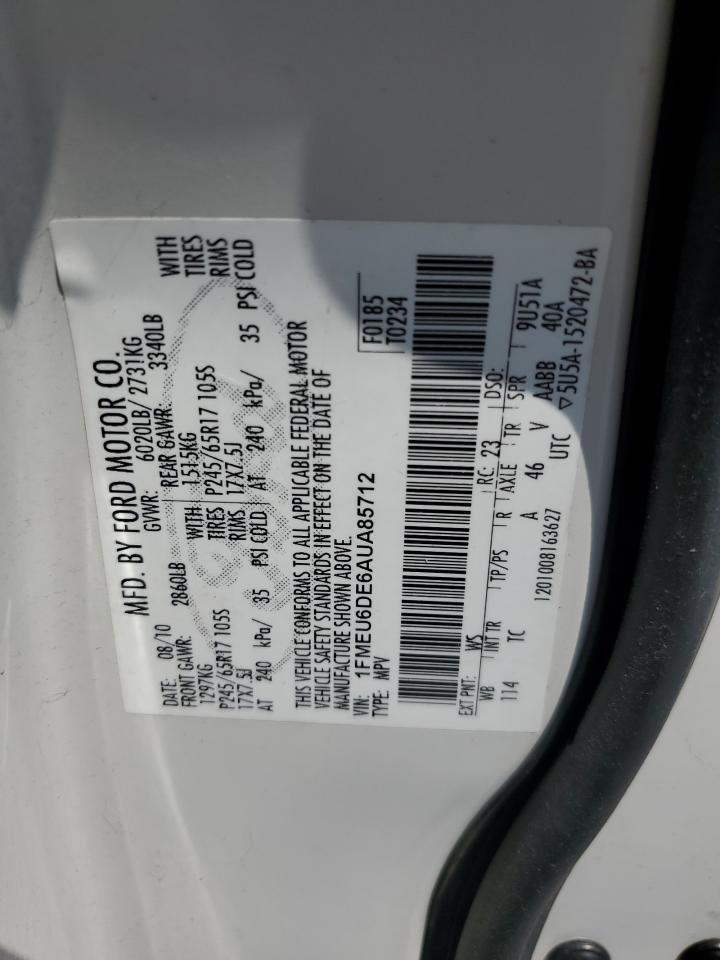 MFD. BY FORD MOTOR CO.
DATE: 08/10 GVWR: 6020LB/ 2731KG
FRONT GAWR: 2860LB REAR GAWR: 3340LB WITH
1297KG WITH 1515KG TIRES
P245/65R17 105S TIRES P245/65R17 105S RIMS
17X7.5J RIMS 17X7.5J
AT 240 kPa/ 35 PSI COLD AT 240 kPa/ 35 PSI COLD
THIS VEHICLE CONFORMS TO ALL APPLICABLE FEDERAL MOTOR
VEHICLE SAFETY STANDARDS IN EFFECT ON THE DATE OF
MANUFACTURE SHOWN ABOVE.
VIN: 1FMEU6DE6AUA85712 F0185
TYPE: MPV T0234
EXT PNT: WS RC: 23 DSO:
WB INT TR TP/PS R AXLE TR SPR 9U51A
114 TC A 46 V AABB 40A
1201008163627 UTC ▽5U5A-1520472-BA